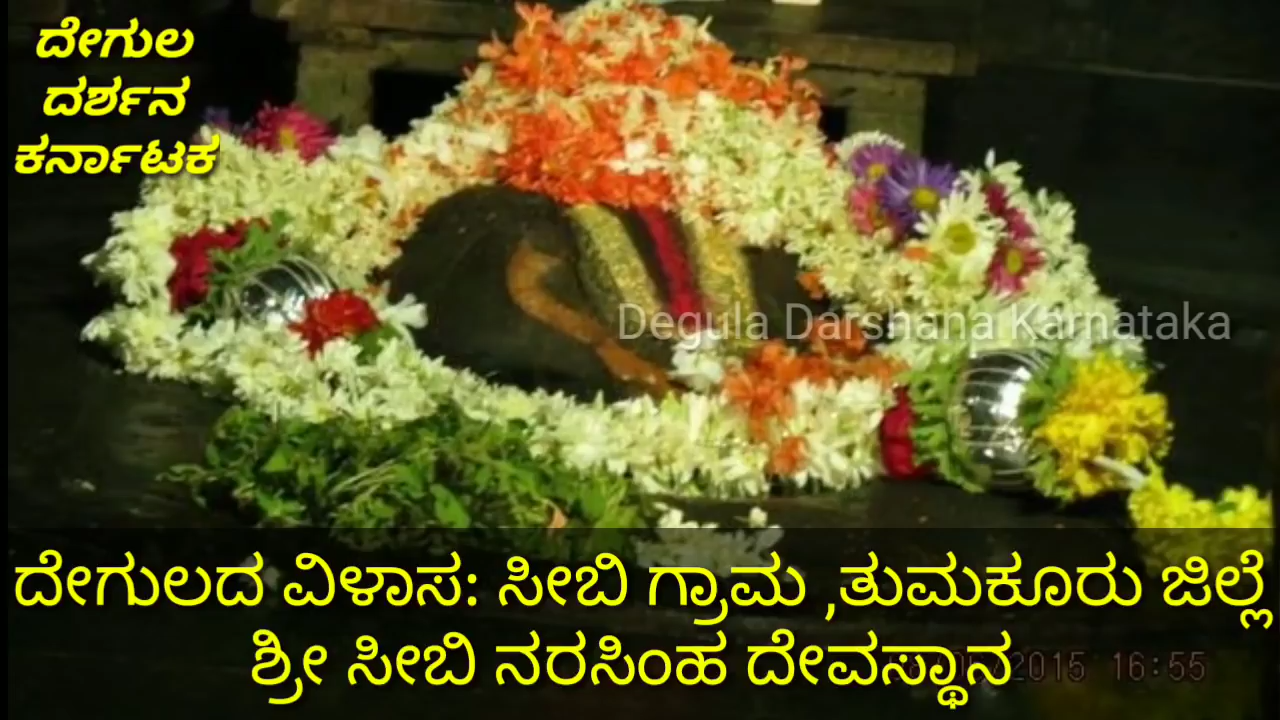 ದೇಗುಲ
ದರ್ಶನ
ಕರ್ನಾಟಕ
Degula Darshana Karnataka
ದೇಗುಲದ ವಿಳಾಸ: ಸೀಬಿ ಗ್ರಾಮ ,ತುಮಕೂರು ಜಿಲ್ಲೆ
ಶ್ರೀ ಸೀಬಿ ನರಸಿಂಹ ದೇವಸ್ಥಾನ
2015 16:55